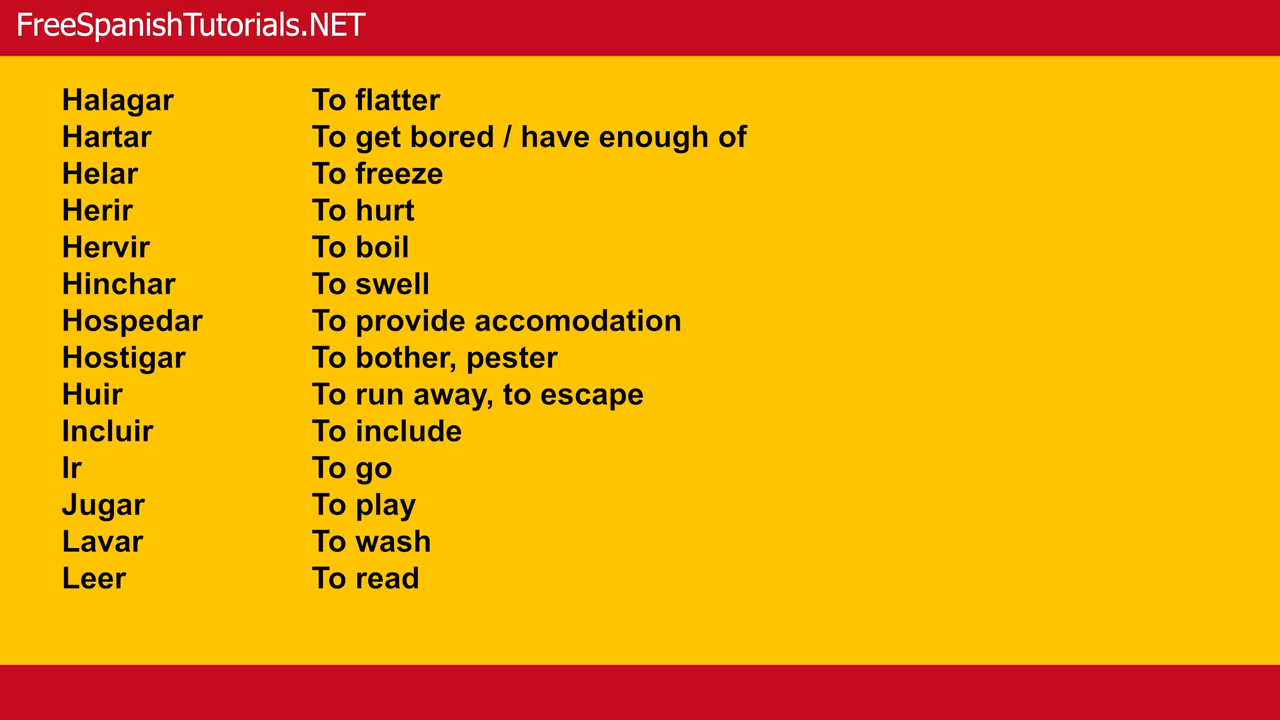 FreeSpanishTutorials.NET
Halagar To flatter
Hartar To get bored / have enough of
Helar To freeze
Herir To hurt
Hervir To boil
Hinchar To swell
Hospedar To provide accomodation
Hostigar To bother, pester
Huir To run away, to escape
Incluir To include
Ir To go
Jugar To play
Lavar To wash
Leer To read